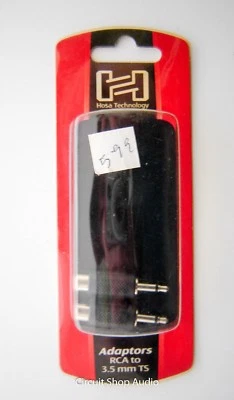 Hosa Technology
5.99
Adaptors
RCA to
3.5 mm TS
Circuit Shop Audio